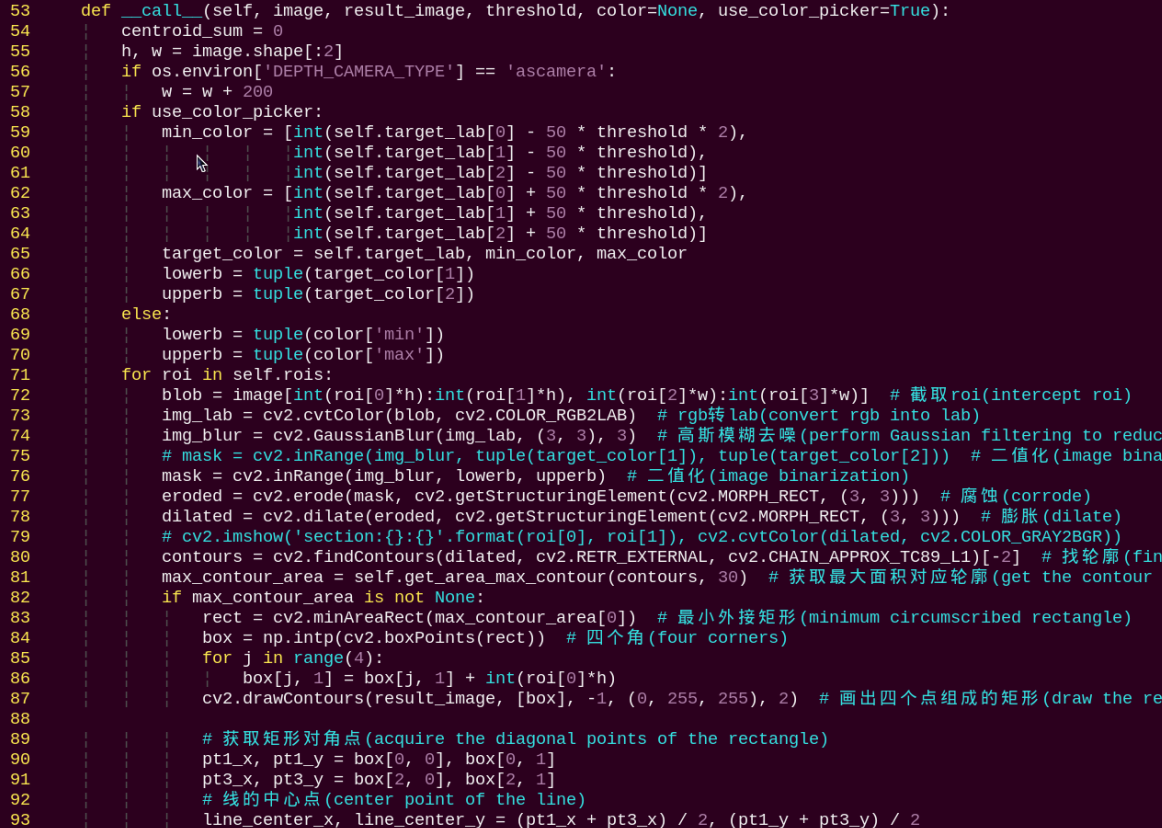 53     def __call__(self, image, result_image, threshold, color=None, use_color_picker=True):
54         centroid_sum = 0
55         h, w = image.shape[:2]
56         if os.environ['DEPTH_CAMERA_TYPE'] == 'ascamera':
57             w = w + 200
58         if use_color_picker:
59             min_color = [int(self.target_lab[0] - 50 * threshold * 2),
60                          int(self.target_lab[1] - 50 * threshold),
61                          int(self.target_lab[2] - 50 * threshold)]
62             max_color = [int(self.target_lab[0] + 50 * threshold * 2),
63                          int(self.target_lab[1] + 50 * threshold),
64                          int(self.target_lab[2] + 50 * threshold)]
65             target_color = self.target_lab, min_color, max_color
66             lowerb = tuple(target_color[1])
67             upperb = tuple(target_color[2])
68         else:
69             lowerb = tuple(color['min'])
70             upperb = tuple(color['max'])
71         for roi in self.rois:
72             blob = image[int(roi[0]*h):int(roi[1]*h), int(roi[2]*w):int(roi[3]*w)]  # 截取roi(intercept roi)
73             img_lab = cv2.cvtColor(blob, cv2.COLOR_RGB2LAB)  # rgb转lab(convert rgb into lab)
74             img_blur = cv2.GaussianBlur(img_lab, (3, 3), 3)  # 高斯模糊去噪(perform Gaussian filtering to reduc
75             # mask = cv2.inRange(img_blur, tuple(target_color[1]), tuple(target_color[2]))  # 二值化(image bina
76             mask = cv2.inRange(img_blur, lowerb, upperb)  # 二值化(image binarization)
77             eroded = cv2.erode(mask, cv2.getStructuringElement(cv2.MORPH_RECT, (3, 3)))  # 腐蚀(corrode)
78             dilated = cv2.dilate(eroded, cv2.getStructuringElement(cv2.MORPH_RECT, (3, 3)))  # 膨胀(dilate)
79             # cv2.imshow('section:{}:{}'.format(roi[0], roi[1]), cv2.cvtColor(dilated, cv2.COLOR_GRAY2BGR))
80             contours = cv2.findContours(dilated, cv2.RETR_EXTERNAL, cv2.CHAIN_APPROX_TC89_L1)[-2]  # 找轮廓(fin
81             max_contour_area = self.get_area_max_contour(contours, 30)  # 获取最大面积对应轮廓(get the contour
82             if max_contour_area is not None:
83                 rect = cv2.minAreaRect(max_contour_area[0])  # 最小外接矩形(minimum circumscribed rectangle)
84                 box = np.intp(cv2.boxPoints(rect))  # 四个角(four corners)
85                 for j in range(4):
86                     box[j, 1] = box[j, 1] + int(roi[0]*h)
87                 cv2.drawContours(result_image, [box], -1, (0, 255, 255), 2)  # 画出四个点组成的矩形(draw the re
88
89                 # 获取矩形对角点(acquire the diagonal points of the rectangle)
90                 pt1_x, pt1_y = box[0, 0], box[0, 1]
91                 pt3_x, pt3_y = box[2, 0], box[2, 1]
92                 # 线的中心点(center point of the line)
93                 line_center_x, line_center_y = (pt1_x + pt3_x) / 2, (pt1_y + pt3_y) / 2